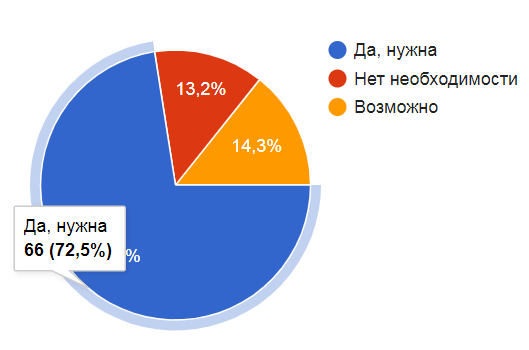 Да, нужна
Нет необходимости
Возможно
13,2%
14,3%
Да, нужна
66 (72,5%)
%